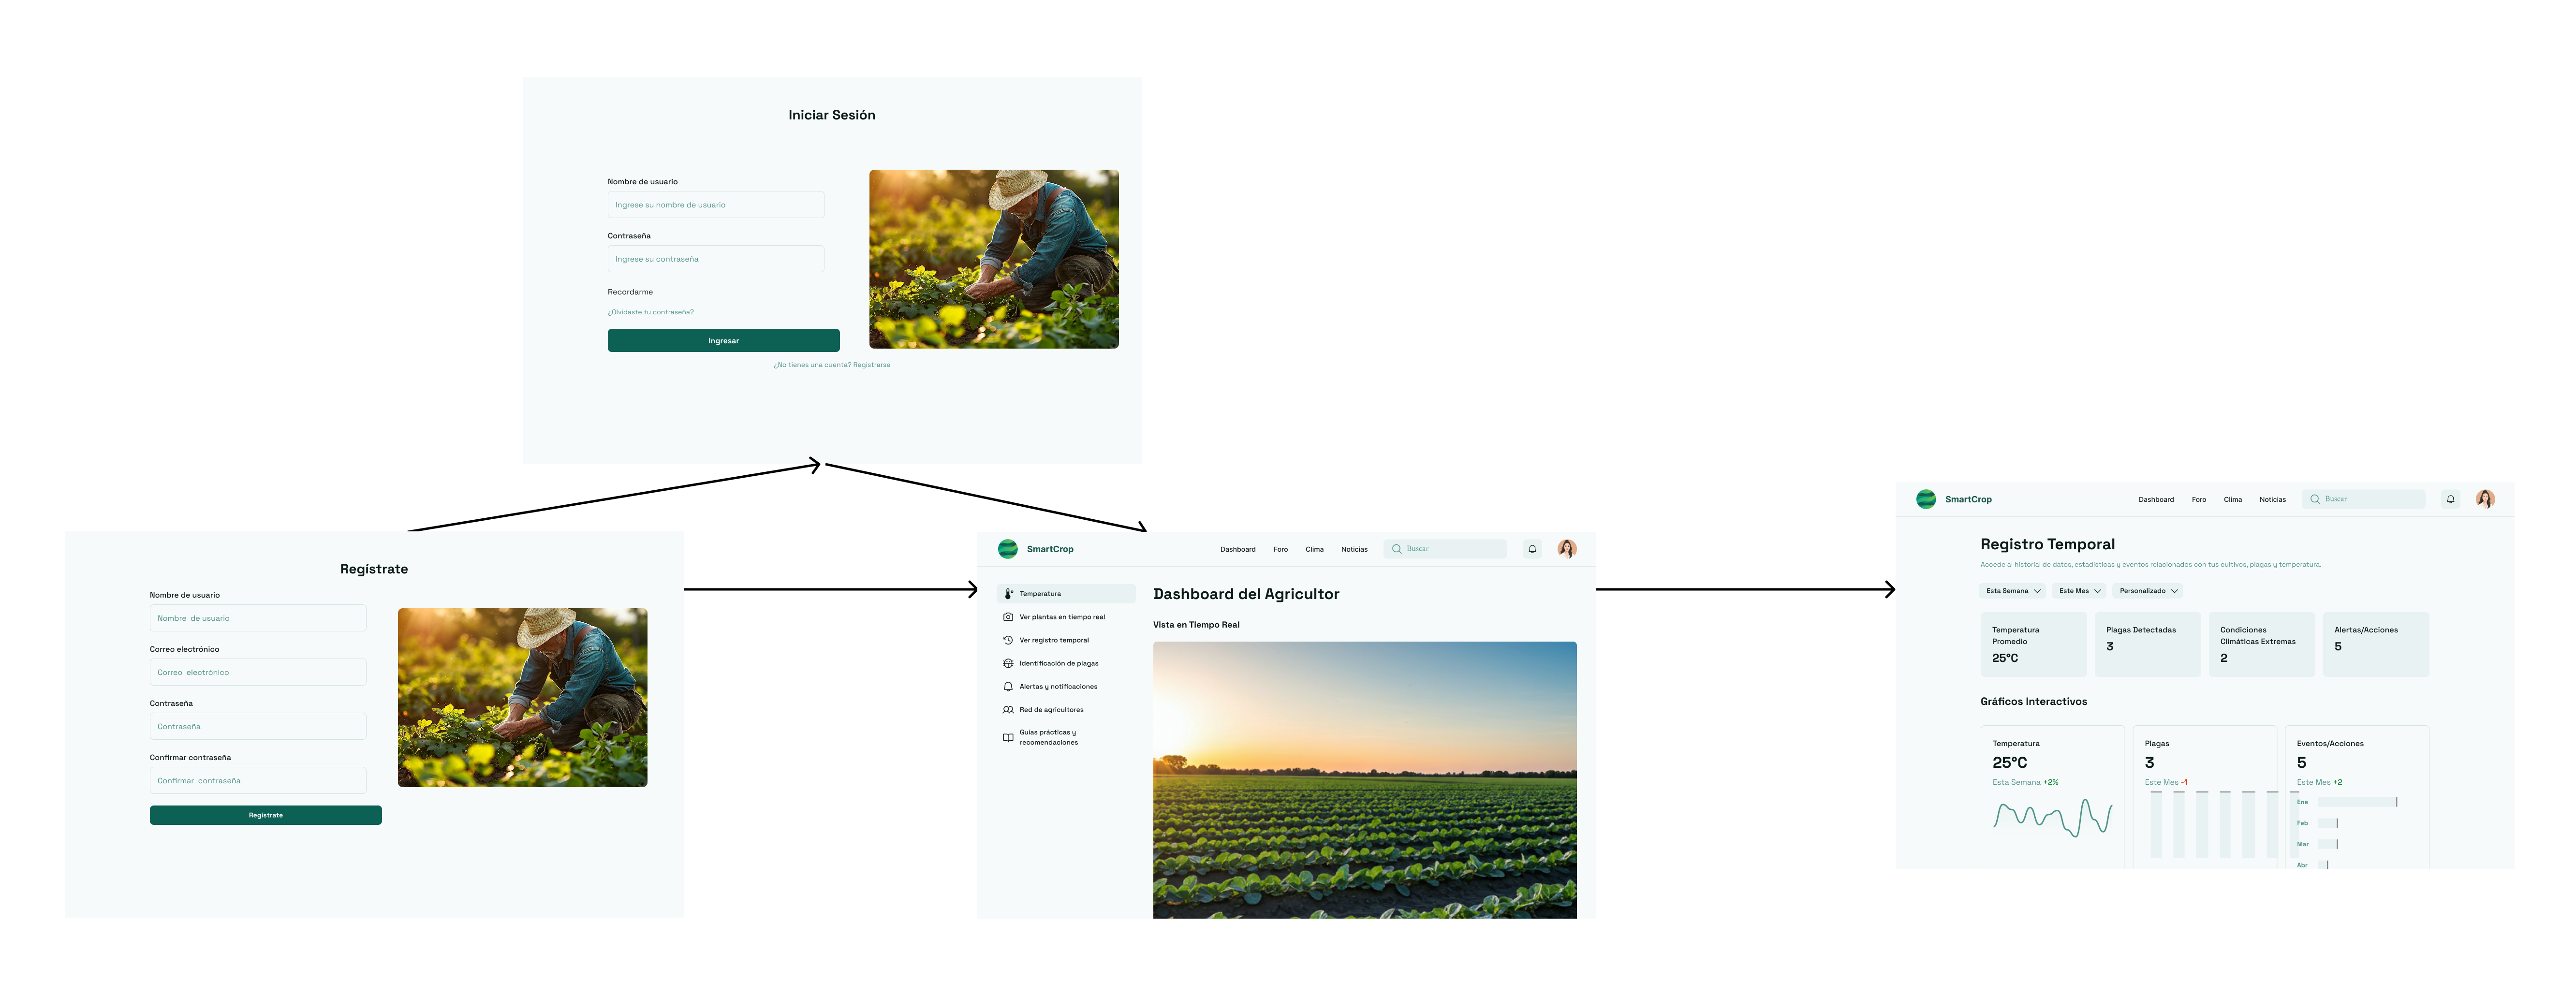 Iniciar Sesión
Nombre de usuario
Ingrese su nombre de usuario
Contraseña
Ingrese su contraseña
Recordarme
¿Olvidaste tu contraseña?
Ingresar
¿No tienes una cuenta? Registrarse
Regístrate
Nombre de usuario
Nombre de usuario
Correo electrónico
Correo electrónico
Contraseña
Contraseña
Confirmar contraseña
Confirmar contraseña
Regístrate
SmartCrop
Dashboard Foro Clima Noticias Buscar
Temperatura
Ver plantas en tiempo real
Ver registro temporal
Identificación de plagas
Alertas y notificaciones
Red de agricultores
Guías prácticas y
recomendaciones
Dashboard del Agricultor
Vista en Tiempo Real
SmartCrop
Dashboard Foro Clima Noticias Buscar
Registro Temporal
Accede al historial de datos, estadísticas y eventos relacionados con tus cultivos, plagas y temperatura.
Esta Semana Este Mes Personalizado
Temperatura
Promedio
25°C
Plagas Detectadas
3
Condiciones
Climáticas Extremas
2
Alertas/Acciones
5
Gráficos Interactivos
Temperatura
25°C
Esta Semana +2%
Plagas
3
Este Mes -1
Eventos/Acciones
5
Este Mes +2
Ene
Feb
Mar
Abr